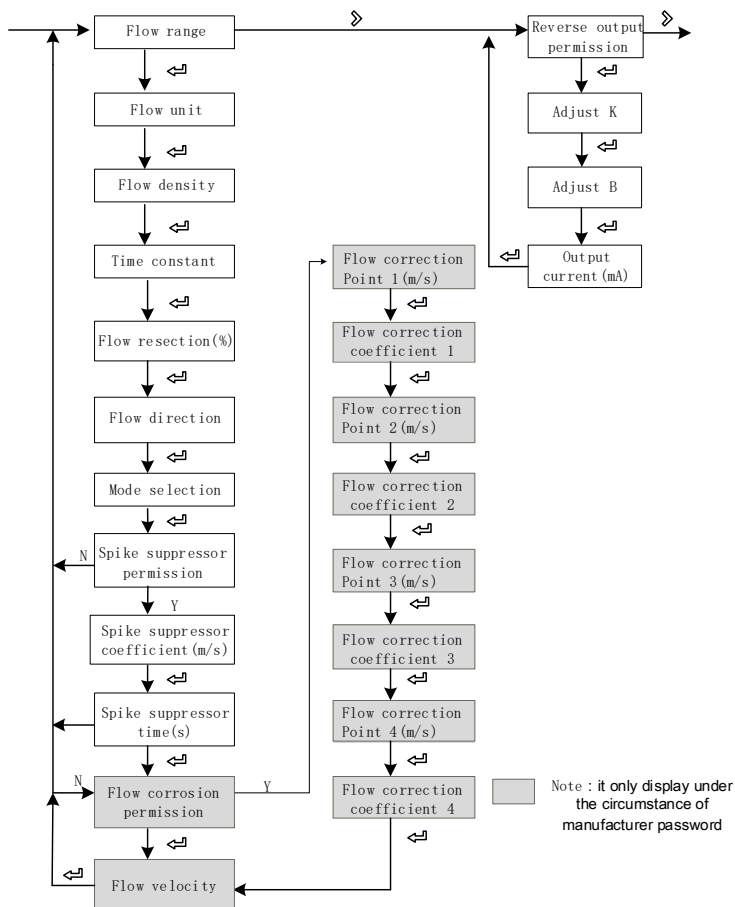 Flow range
Flow unit
Flow density
Time constant
Flow resection(%)
Flow direction
Mode selection
N
Spike suppressor
permission
Y
Spike suppressor
coefficient(m/s)
Spike suppressor
time(s)
N
Flow corrosion
permission
Y
Flow velocity
Flow correction
Point 1(m/s)
Flow correction
coefficient 1
Flow correction
Point 2(m/s)
Flow correction
coefficient 2
Flow correction
Point 3(m/s)
Flow correction
coefficient 3
Flow correction
Point 4(m/s)
Flow correction
coefficient 4
Reverse output
permission
Adjust K
Adjust B
Output
current(mA)
Note : it only display under
the circumstance of
manufacturer password